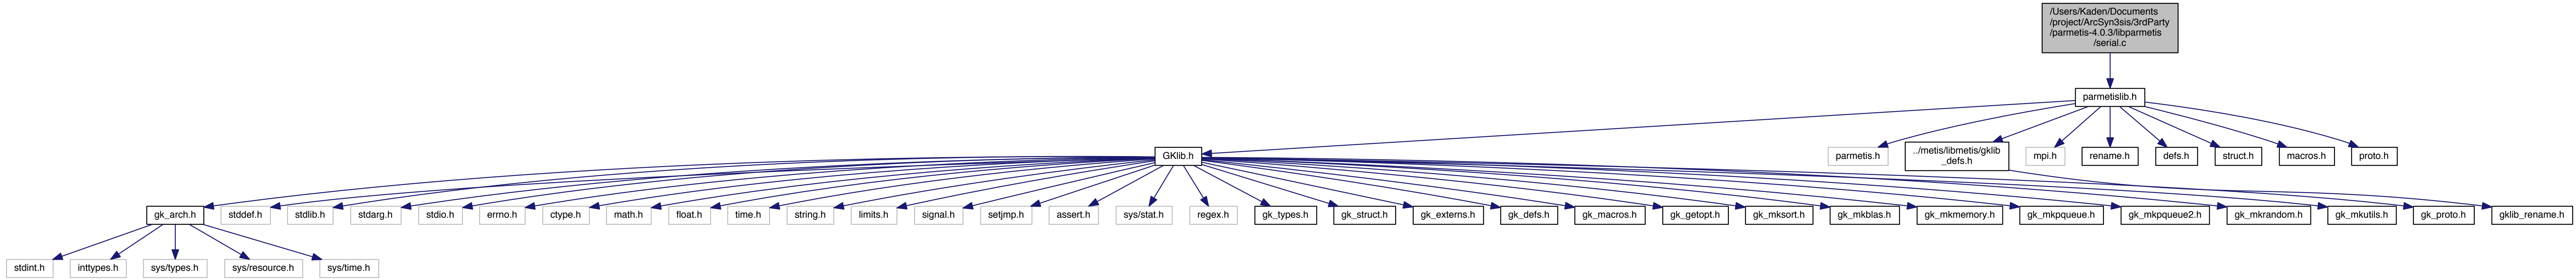 /Users/Kaden/Documents
/project/ArcSyn3sis/3rdParty
/parmetis-4.0.3/libparmetis
/serial.c
parmetislib.h
GKlib.h
parmetis.h
../metis/libmetis/gklib
_defs.h
mpi.h
rename.h
defs.h
struct.h
macros.h
proto.h
gk_arch.h
stddef.h
stdlib.h
stdarg.h
stdio.h
errno.h
ctype.h
math.h
float.h
time.h
string.h
limits.h
signal.h
setjmp.h
assert.h
sys/stat.h
regex.h
gk_types.h
gk_struct.h
gk_externs.h
gk_defs.h
gk_macros.h
gk_getopt.h
gk_mksort.h
gk_mkblas.h
gk_mkmemory.h
gk_mkpqueue.h
gk_mkpqueue2.h
gk_mkrandom.h
gk_mkutils.h
gk_proto.h
gklib_rename.h
stdint.h
inttypes.h
sys/types.h
sys/resource.h
sys/time.h